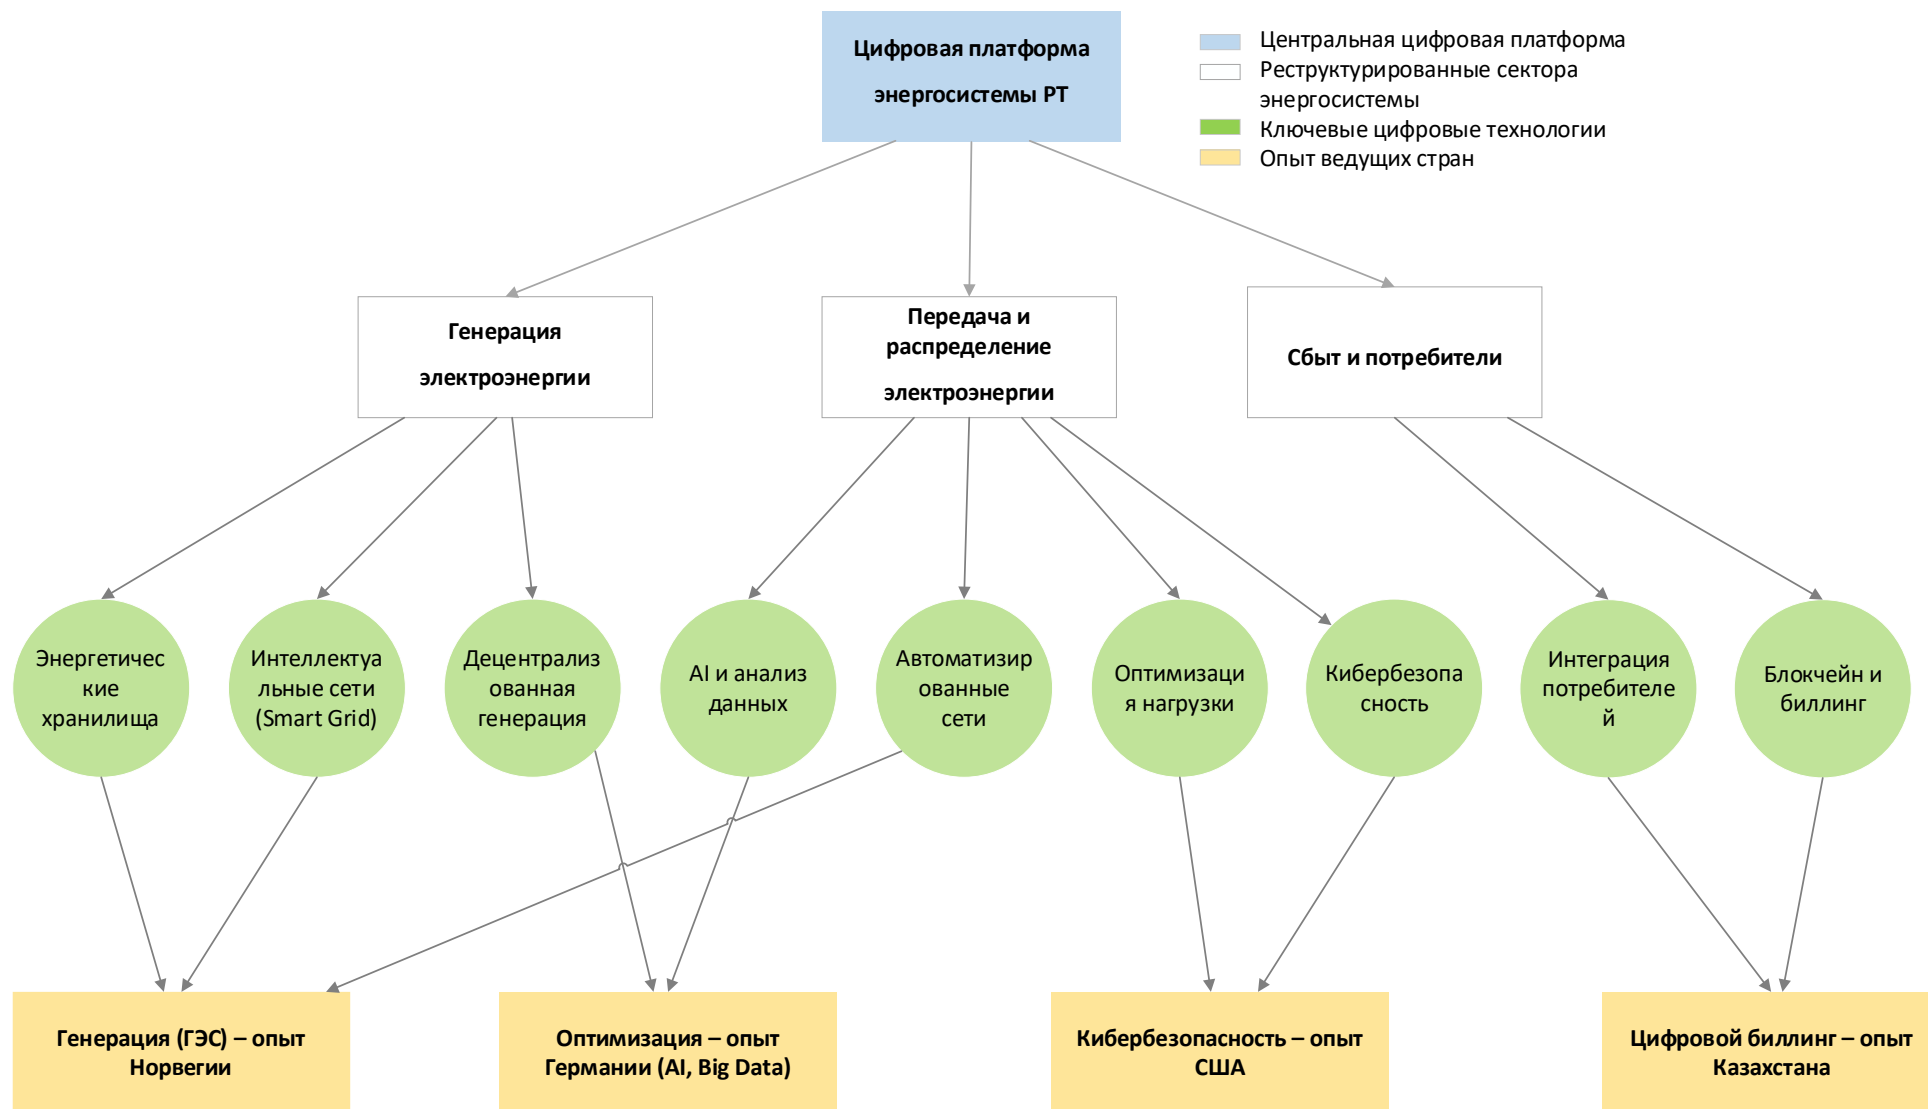 Цифровая платформа
энергосистемы РТ
Центральная цифровая платформа
Реструктурированные сектора
энергосистемы
Ключевые цифровые технологии
Опыт ведущих стран
Генерация
электроэнергии
Передача и
распределение
электроэнергии
Сбыт и потребители
Энергетичес
кие
хранилища
Интеллектуа
льные сети
(Smart Grid)
Децентрализ
ованная
генерация
AI и анализ
данных
Автоматизир
ованные
сети
Оптимизаци
я нагрузки
Кибербезопа
сность
Интеграция
потребителе
й
Блокчейн и
биллинг
Генерация (ГЭС) – опыт
Норвегии
Оптимизация – опыт
Германии (AI, Big Data)
Кибербезопасность – опыт
США
Цифровой биллинг – опыт
Казахстана